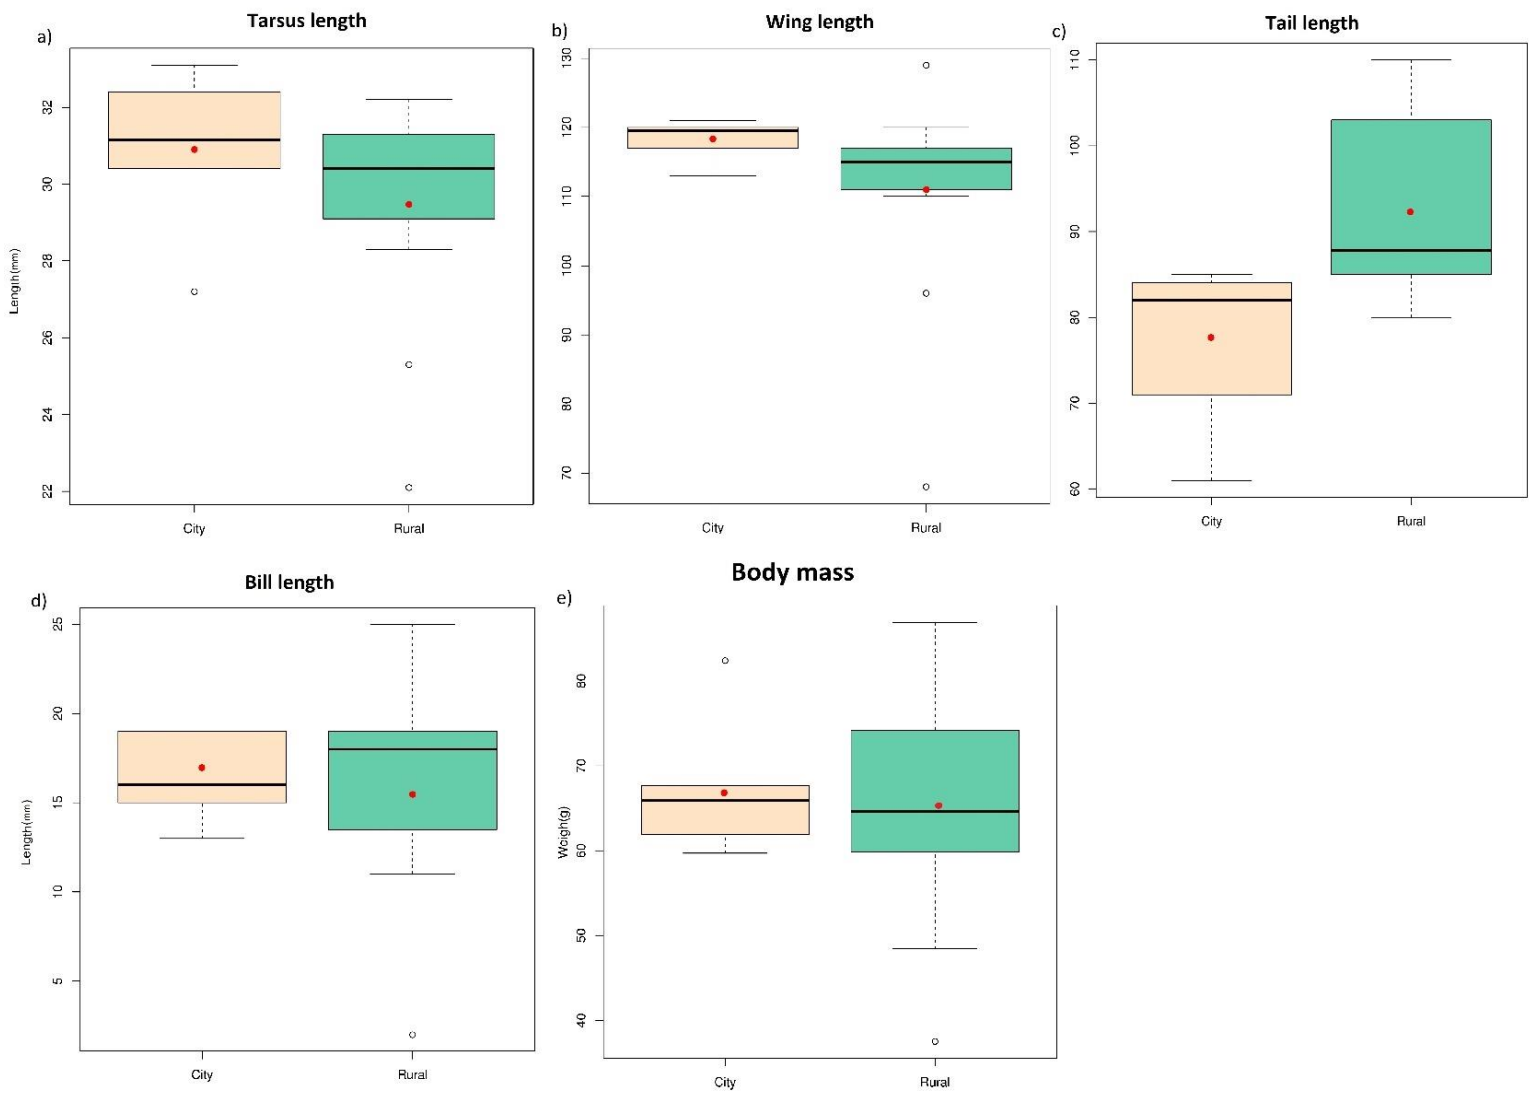 Tarsus length
a)
Length(mm)
32
30
28
26
24
22
City
Rural
Wing length
b)
130
120
110
100
90
80
70
City
Rural
Tail length
c)
110
100
90
80
70
60
City
Rural
Bill length
d)
Length(mm)
25
20
15
10
5
City
Rural
Body mass
e)
Weigh(g)
80
70
60
50
40
City
Rural